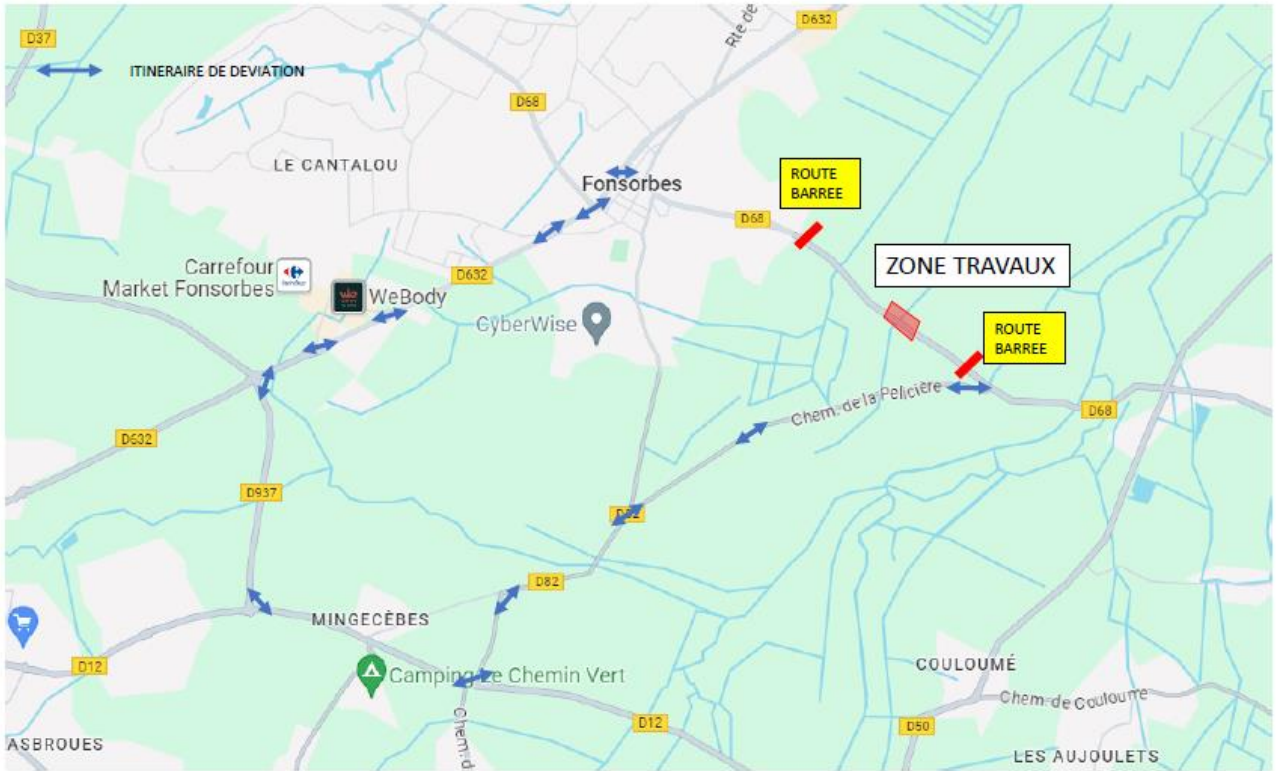 D632
D37
Rte de
ITINERAIRE DE DEVIATION
D68
LE CANTALOU
ROUTE
BARREE
Fonsorbes
D68
ZONE TRAVAUX
Carrefour
Market Fonsorbes
D632
WeBody
CyberWise
ROUTE
BARREE
Chem. de la Pelicière
D68
D632
D937
D82
MINGECÈBES
Camping Le Chemin Vert
COULOUMÉ
D12
Chem. de Couloume
Chem. d
D12
D50
ASBROUES
LES AUJOULETS